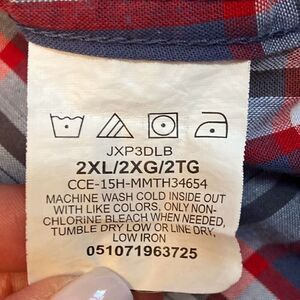 JXP3DLB
2XL/2XG/2TG
CCE-15H-MMTH34654
MACHINE WASH COLD INSIDE OUT
WITH LIKE COLORS, ONLY NON-
CHLORINE BLEACH WHEN NEEDED,
TUMBLE DRY LOW OR LINE DRY,
LOW IRON
051071963725